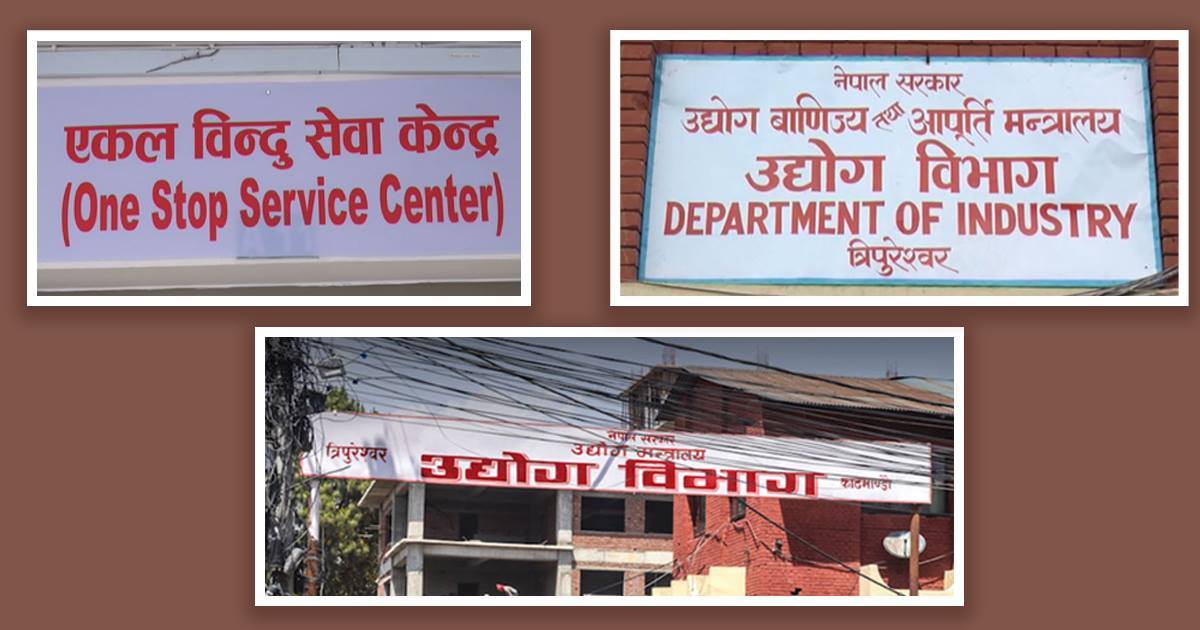 एकल विन्दु सेवा केन्द्र
(One Stop Service Center)
नेपाल सरकार
उद्योग बाणिज्य तथा आपूर्ति मन्त्रालय
उद्योग विभाग
DEPARTMENT OF INDUSTRY
त्रिपुरेश्वर
नेपाल सरकार
उद्योग मन्त्रालय
त्रिपुरेश्वर उद्योग विभाग काठमाण्डौ